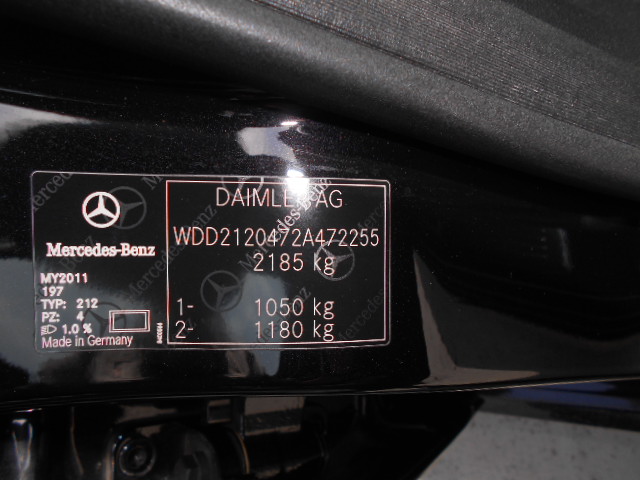 Mercedes-Benz
MY2011
197
TYP: 212
PZ: 4
1.0 %
Made in Germany
DAIMLER AG
WDD2120472A472255
2185 kg
1- 1050 kg
2- 1180 kg